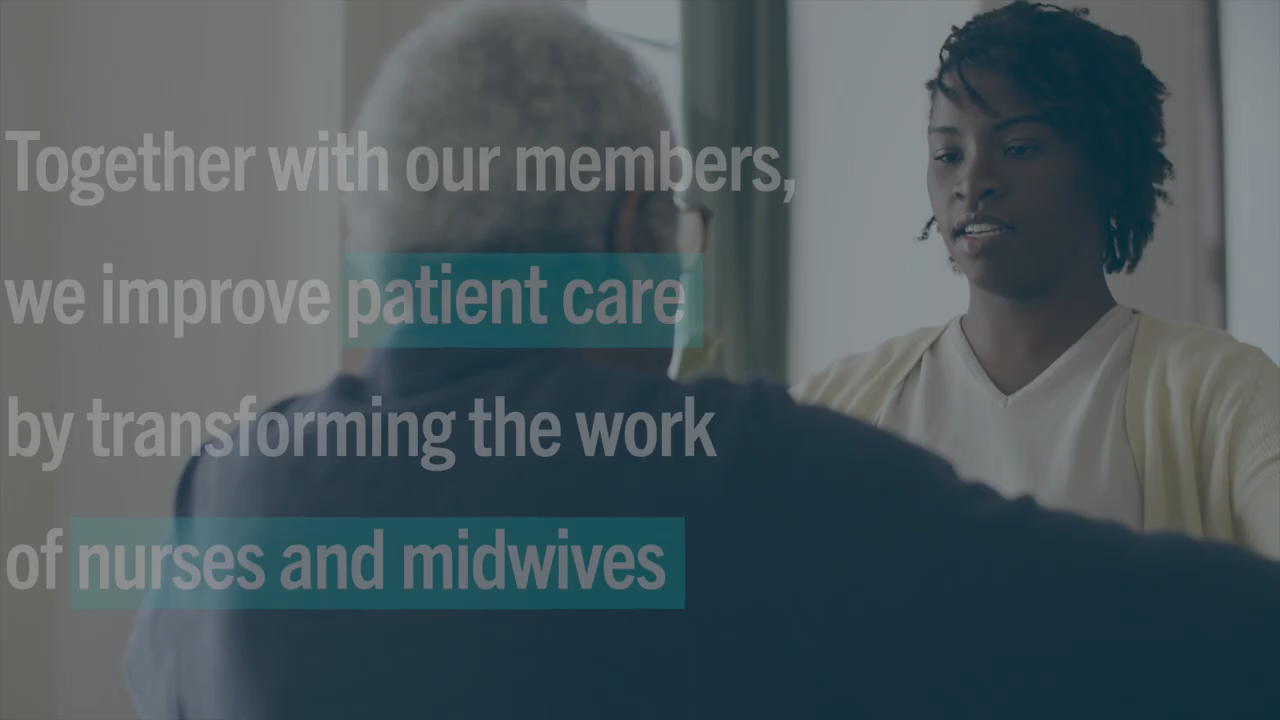 Together with our members,
we improve patient care
by transforming the work
of nurses and midwives